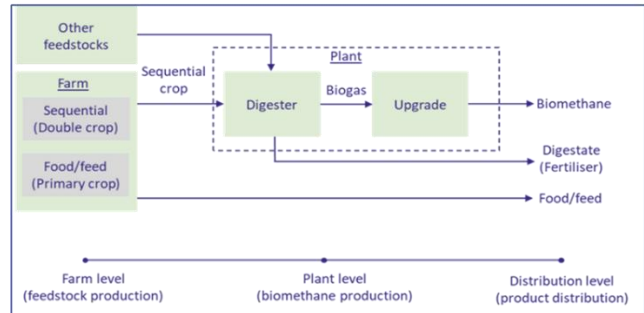 Other
feedstocks
Plant
Farm
Sequential
crop
Sequential
(Double crop)
Digester
Biogas
Upgrade
Biomethane
Digestate
(Fertiliser)
Food/feed
(Primary crop)
Food/feed
Farm level
(feedstock production)
Plant level
(biomethane production)
Distribution level
(product distribution)